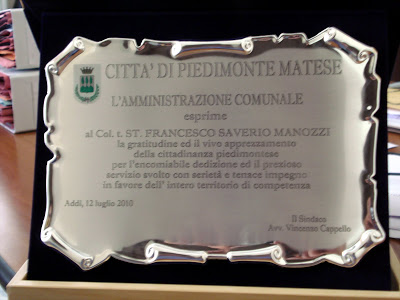 CITTA' DI PIEDIMONTE MATESE
L'AMMINISTRAZIONE COMUNALE
esprime
al Col. t. ST. FRANCESCO SAVERIO MANOZZI
la gratitudine ed il vivo apprezzamento
della cittadinanza piedimontese
per l'encomiabile dedizione ed il prezioso
servizio svolto con serietà e tenace impegno
in favore dell' intero territorio di competenza
Addì, 12 luglio 2010
Il Sindaco
Avv. Vincenzo Cappello